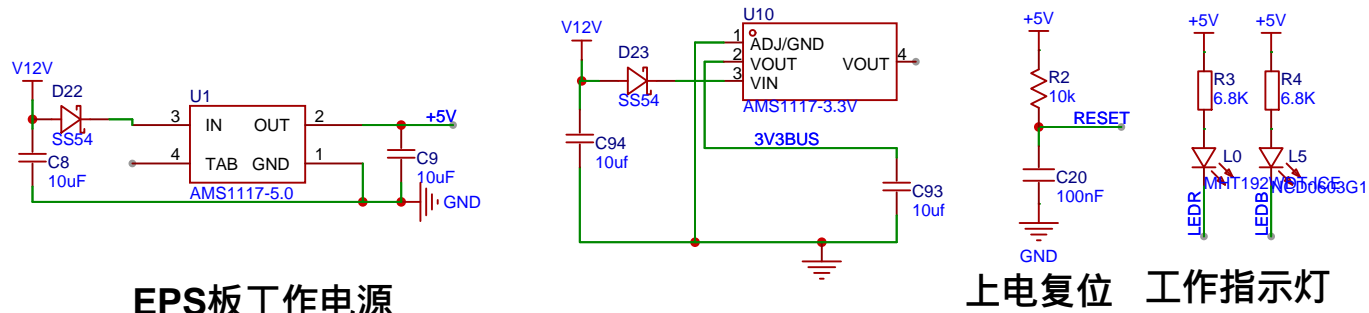 V12V
D22
SS54
C8
10uF
U1
3
IN
OUT
2
4
TAB
GND
1
AMS1117-5.0
+5V
C9
10uF
GND
EPS板工作电源
V12V
D23
SS54
C94
10uf
U10
1
ADJ/GND
2
VOUT
3
VIN
VOUT
4
AMS1117-3.3V
3V3BUS
C93
10uf
+5V
R2
10k
RESET
C20
100nF
GND
上电复位
+5V
R3
6.8K
L0
LEDR
+5V
R4
6.8K
L5
NCD0603G1
LEDB
工作指示灯